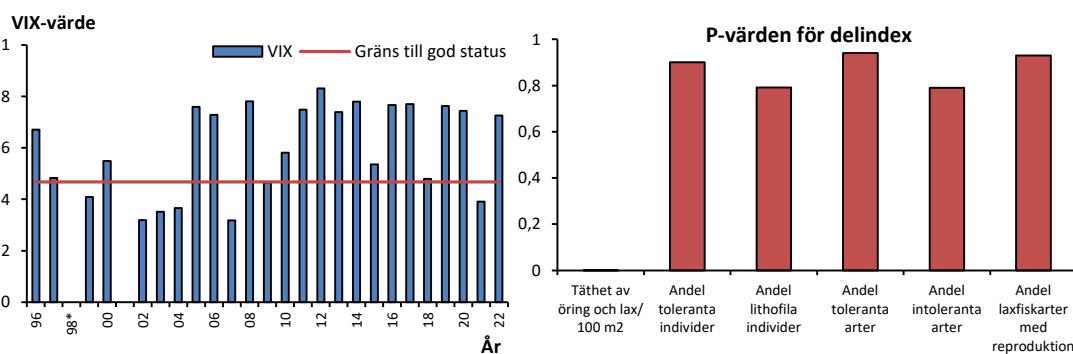 VIX-värde
1
8
6
4
2
0
VIX
Gräns till god status
96
98*
00
02
04
06
08
10
12
14
16
18
20
22
År
P-värden för delindex
1
0,8
0,6
0,4
0,2
0
Täthet av
öring och lax/
100 m2
Andel
toleranta
individer
Andel
lithofila
individer
Andel
toleranta
arter
Andel
intoleranta
arter
Andel
laxfiskarter
med
reproduktion